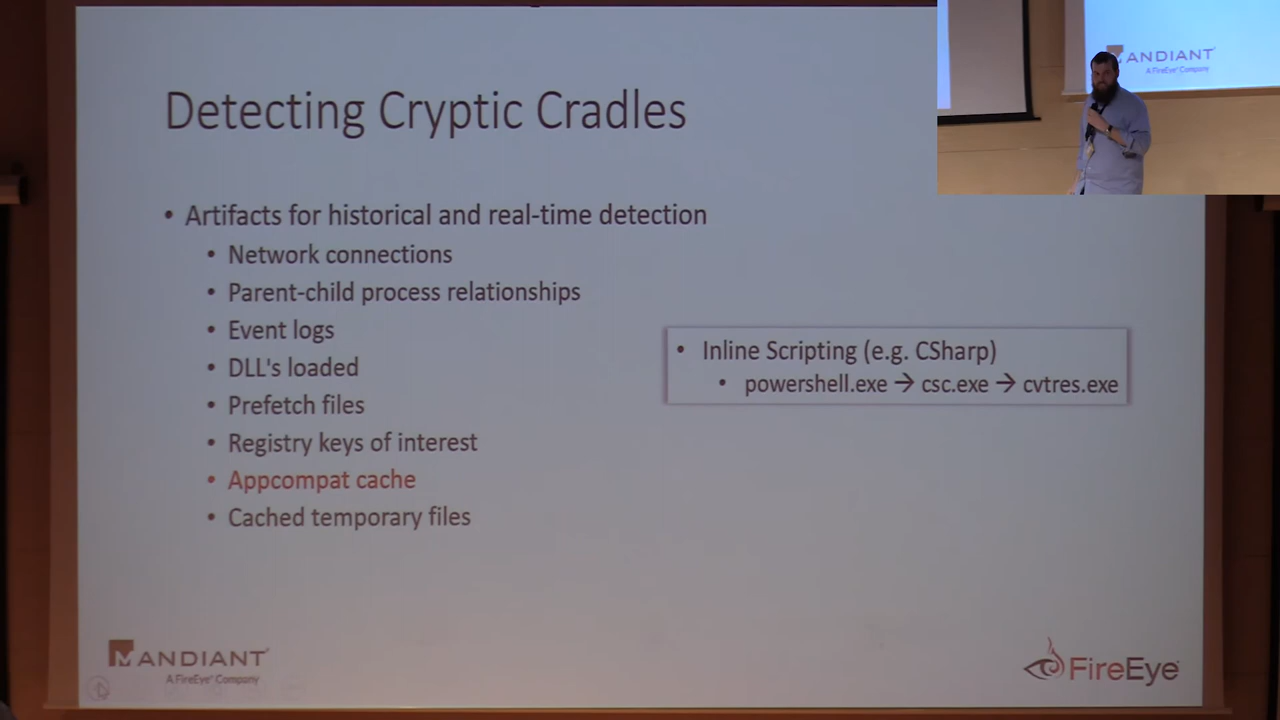 Detecting Cryptic Cradles
• Artifacts for historical and real-time detection
• Network connections
• Parent-child process relationships
• Event logs
• DLL's loaded
• Prefetch files
• Registry keys of interest
• Appcompat cache
• Cached temporary files
• Inline Scripting (e.g. CSharp)
• powershell.exe → csc.exe → cvtres.exe
MANDIANT
A FireEye® Company
FireEye
MANDIANT
A FireEye® Company